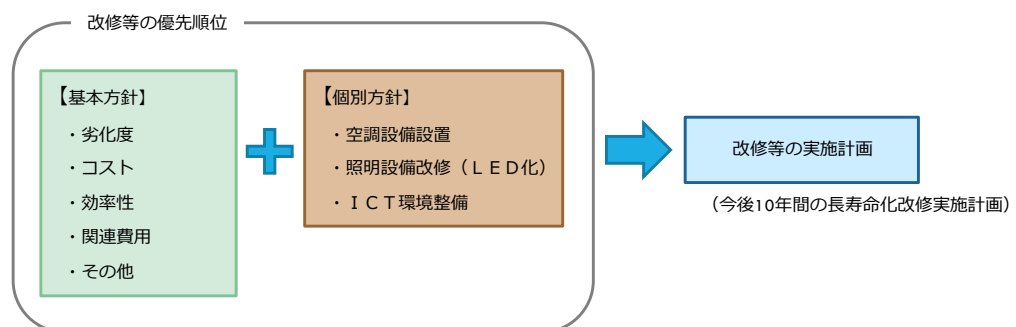 改修等の優先順位
【基本方針】
・劣化度
・コスト
・効率性
・関連費用
・その他
【個別方針】
・空調設備設置
・照明設備改修（ＬＥＤ化）
・ＩＣＴ環境整備
改修等の実施計画
（今後10年間の長寿命化改修実施計画）